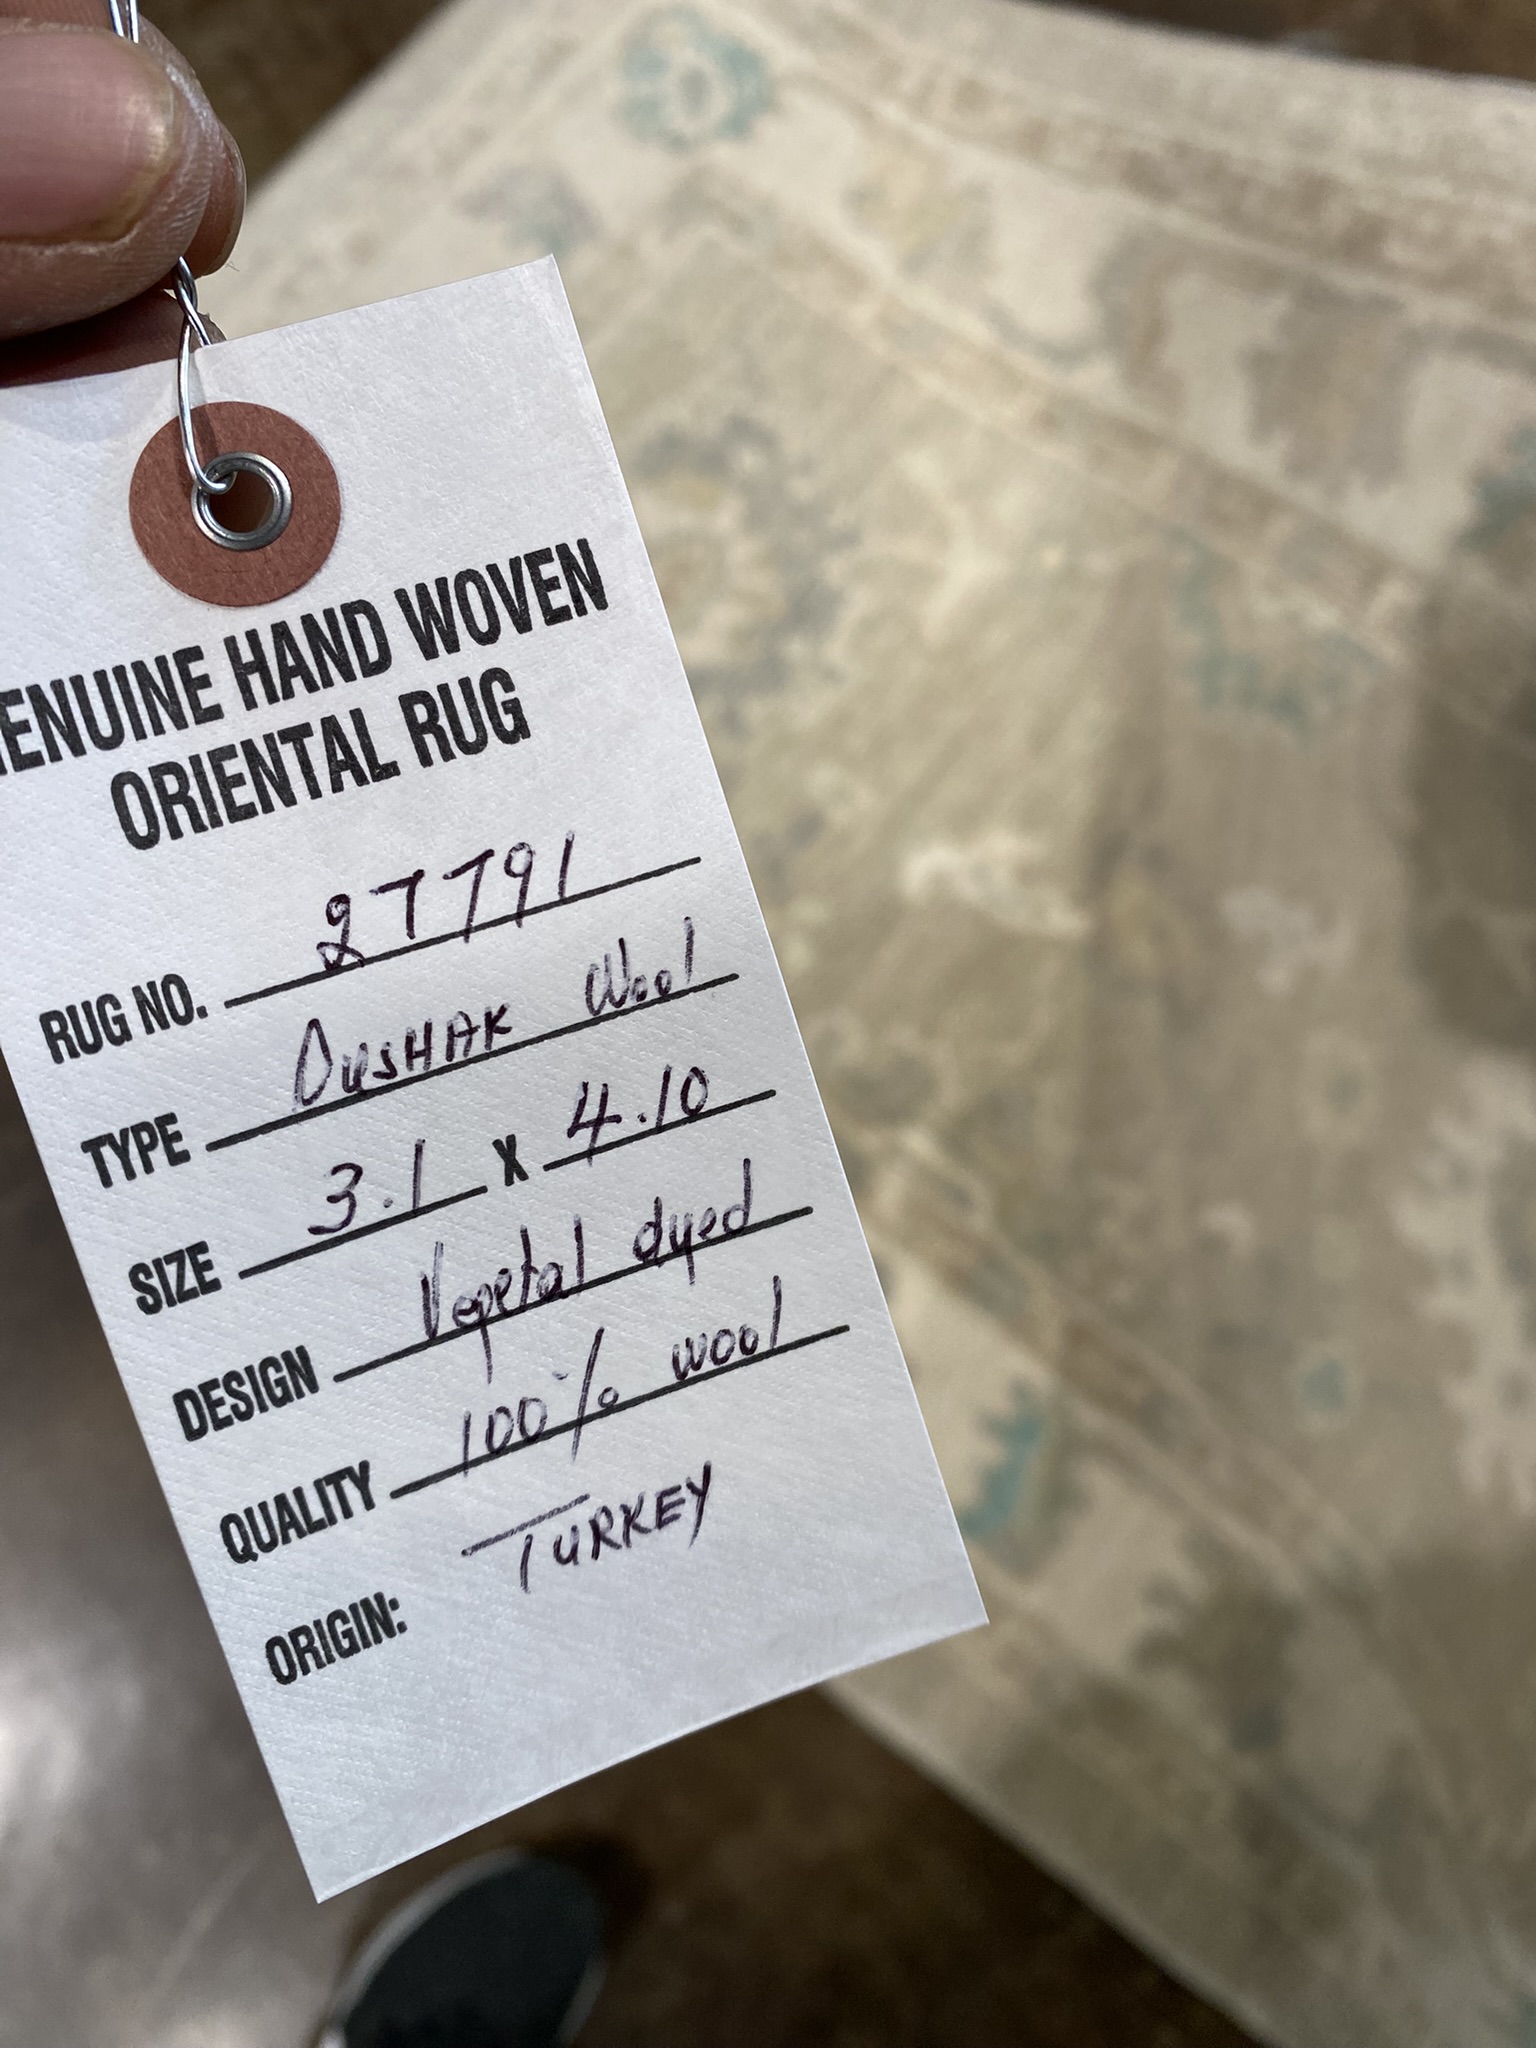 ENUINE HAND WOVEN
ORIENTAL RUG
RUG NO. 27791
TYPE OUSHAK Wool
SIZE 3.1 X 4.10
DESIGN Vegetal dyed
QUALITY 100% wool
ORIGIN: TURKEY